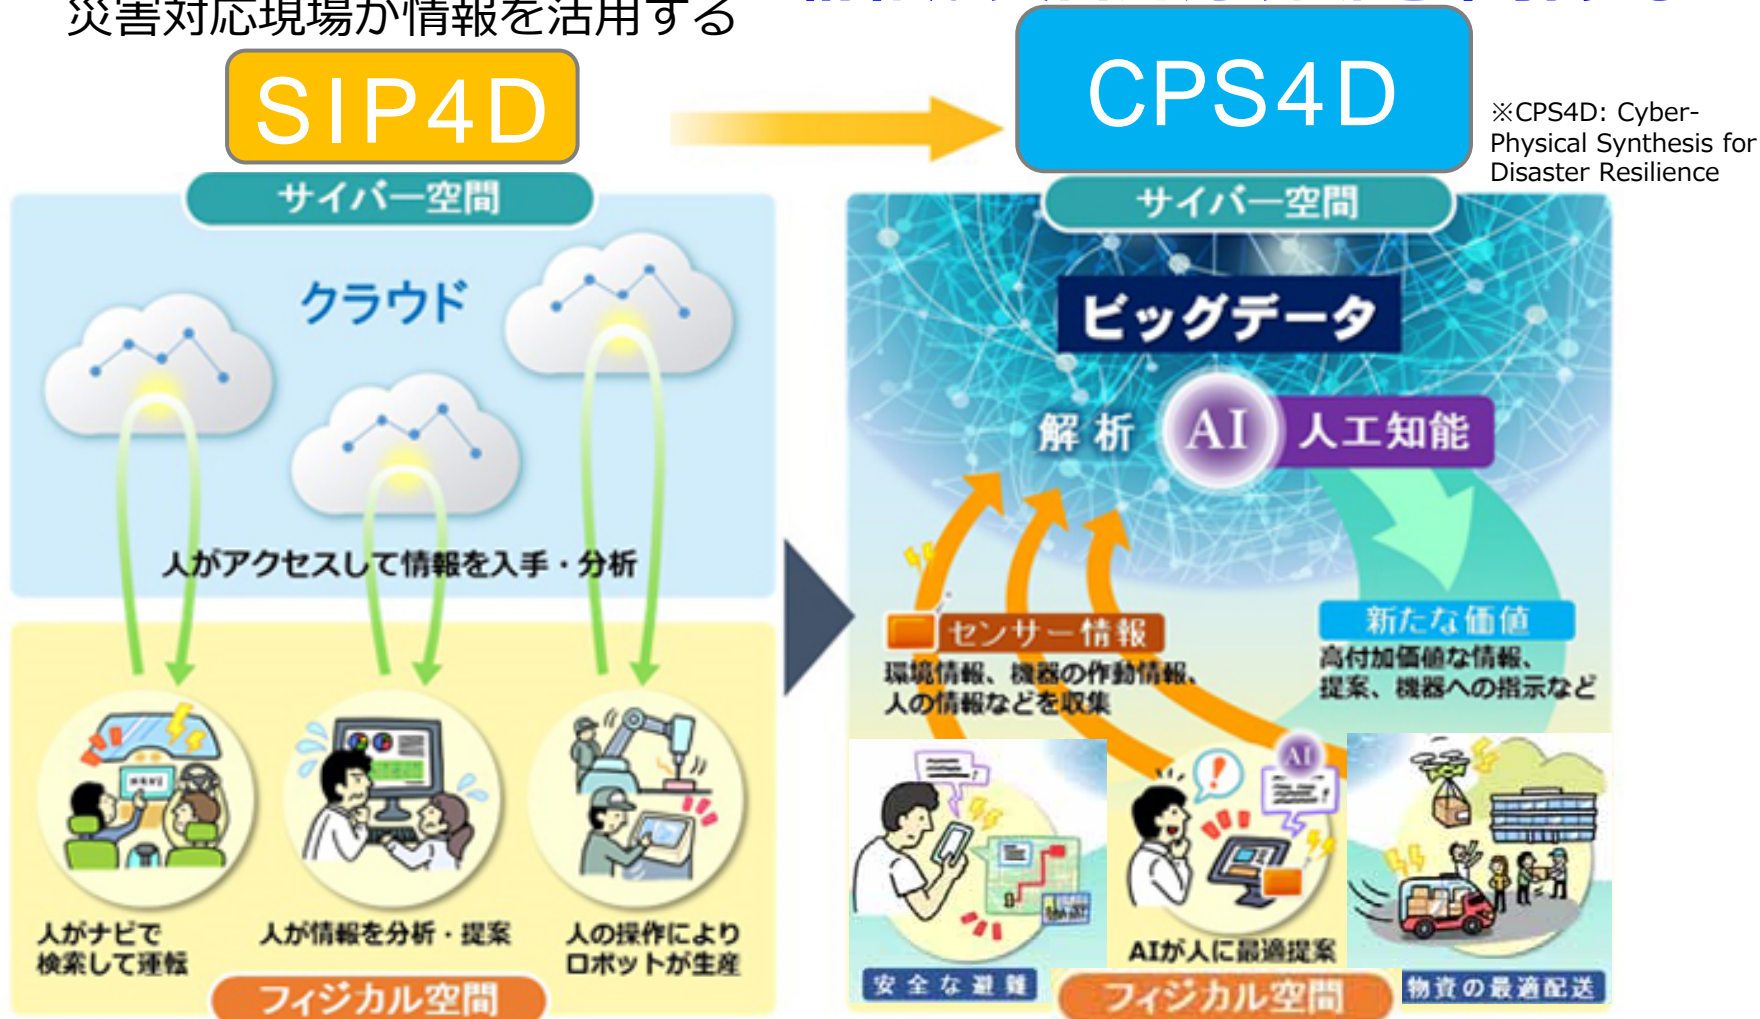 災害対応現場が情報を活用する
SIP4D
CPS4D
※CPS4D: Cyber-
Physical Synthesis for
Disaster Resilience
サイバー空間
クラウド
人がアクセスして情報を入手・分析
人がナビで
検索して運転
人が情報を分析・提案
人の操作により
ロボットが生産
フィジカル空間
サイバー空間
ビッグデータ
解析 AI 人工知能
センサー情報
環境情報、機器の作動情報、
人の情報などを収集
新たな価値
高付加価値な情報、
提案、機器への指示など
AI
安全な避難
AIが人に最適提案
物資の最適配送
フィジカル空間